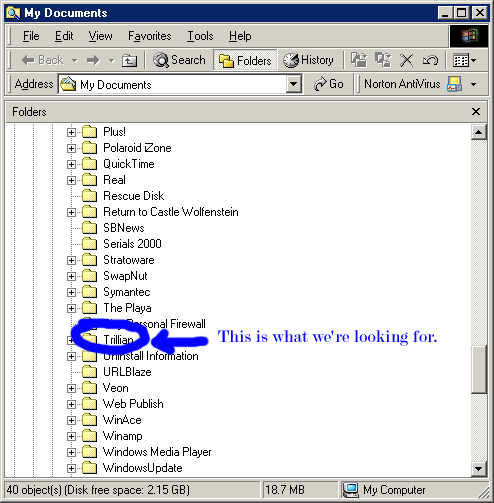 My Documents
File Edit View Favorites Tools Help
Back Search Folders History
Address My Documents Go Norton AntiVirus
Folders
Plus!
Polaroid iZone
QuickTime
Real
Rescue Disk
Return to Castle Wolfenstein
SBNews
Serials 2000
Stratoware
SwapNut
Symantec
The Playa
Personal Firewall
Trillian This is what we're looking for.
Uninstall Information
URLBlaze
Veon
Web Publish
WinAce
Winamp
Windows Media Player
WindowsUpdate
40 object(s) (Disk free space: 2.15 GB) 18.7 MB My Computer